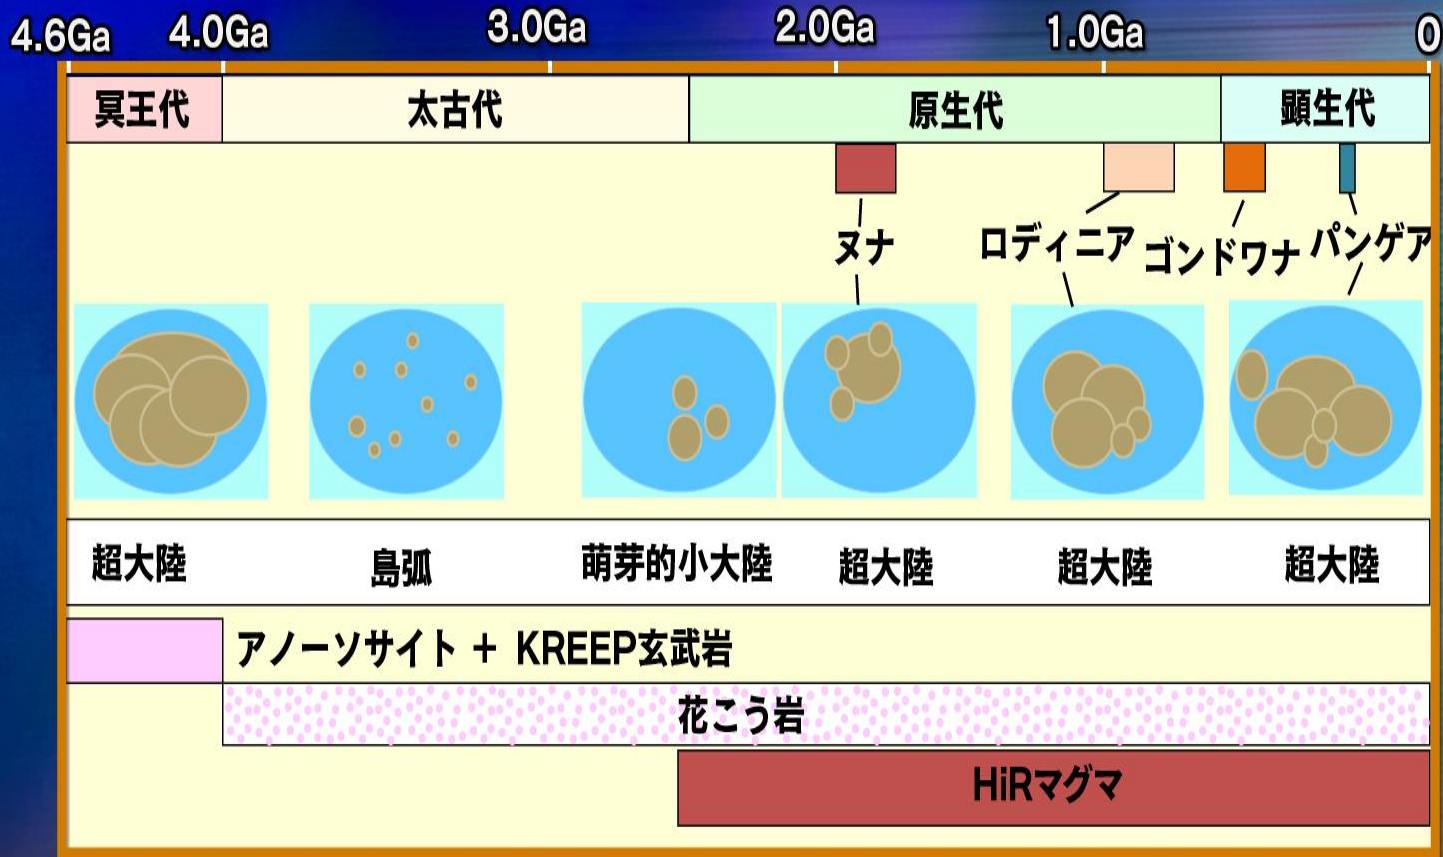 4.6Ga 4.0Ga 3.0Ga 2.0Ga 1.0Ga 0
冥王代 太古代 原生代 顕生代
ヌナ ロディニア ゴンドワナ パンゲア
超大陸 島弧 萌芽的小大陸 超大陸 超大陸 超大陸
アノーソサイト + KREEP玄武岩
花こう岩
HiRマグマ